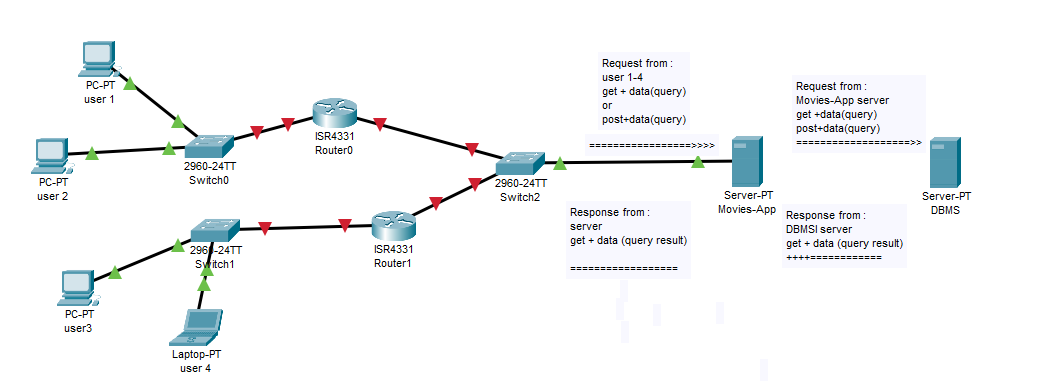 PC-PT
user 1
PC-PT
user 2
2960-24TT
Switch0
ISR4331
Router0
2960-24TT
Switch1
PC-PT
user3
Laptop-PT
user 4
ISR4331
Router1
2960-24TT
Switch2
Request from :
user 1-4
get + data(query)
or
post+data(query)
==================>>>>
Response from :
server
get + data (query result)
==================
Server-PT
Movies-App
Request from :
Movies-App server
get +data(query)
post+data(query)
====================>>
Response from :
DBMSI server
get + data (query result)
++++============
Server-PT
DBMS